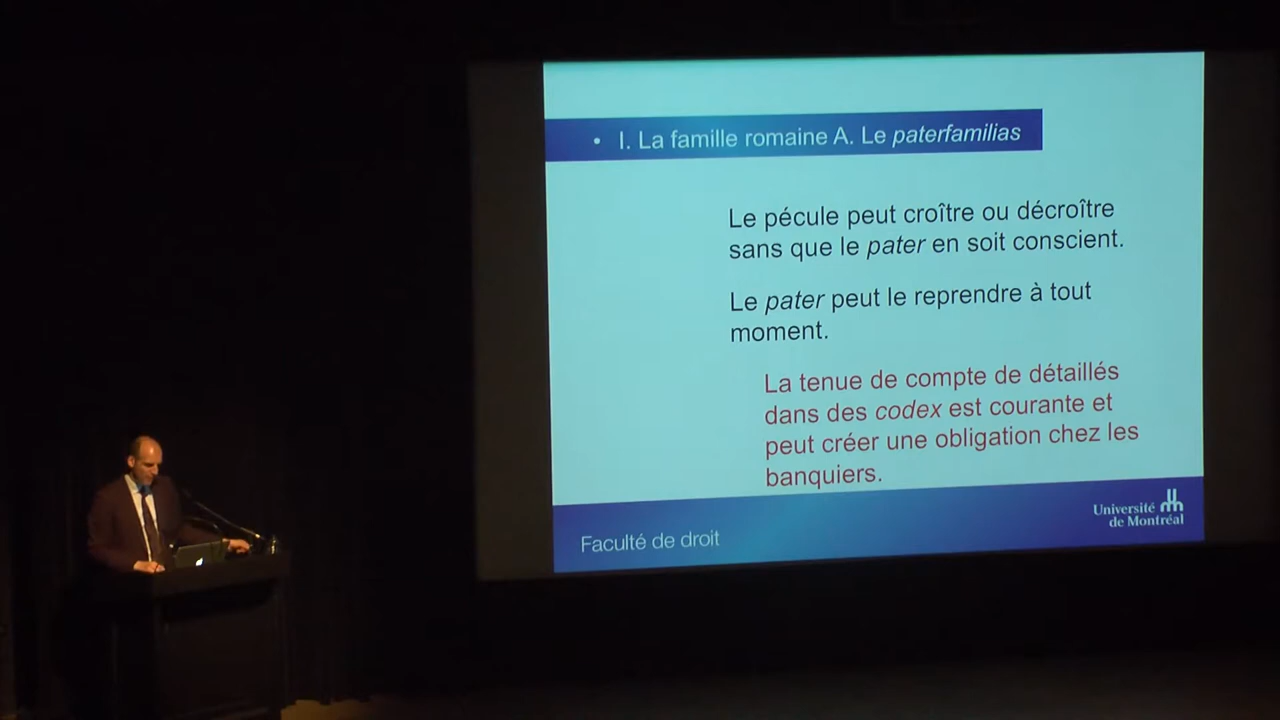 • I. La famille romaine A. Le paterfamilias
Le pécule peut croître ou décroître
sans que le pater en soit conscient.
Le pater peut le reprendre à tout
moment.
La tenue de compte de détaillés
dans des codex est courante et
peut créer une obligation chez les
banquiers.
Faculté de droit
Université
de Montréal